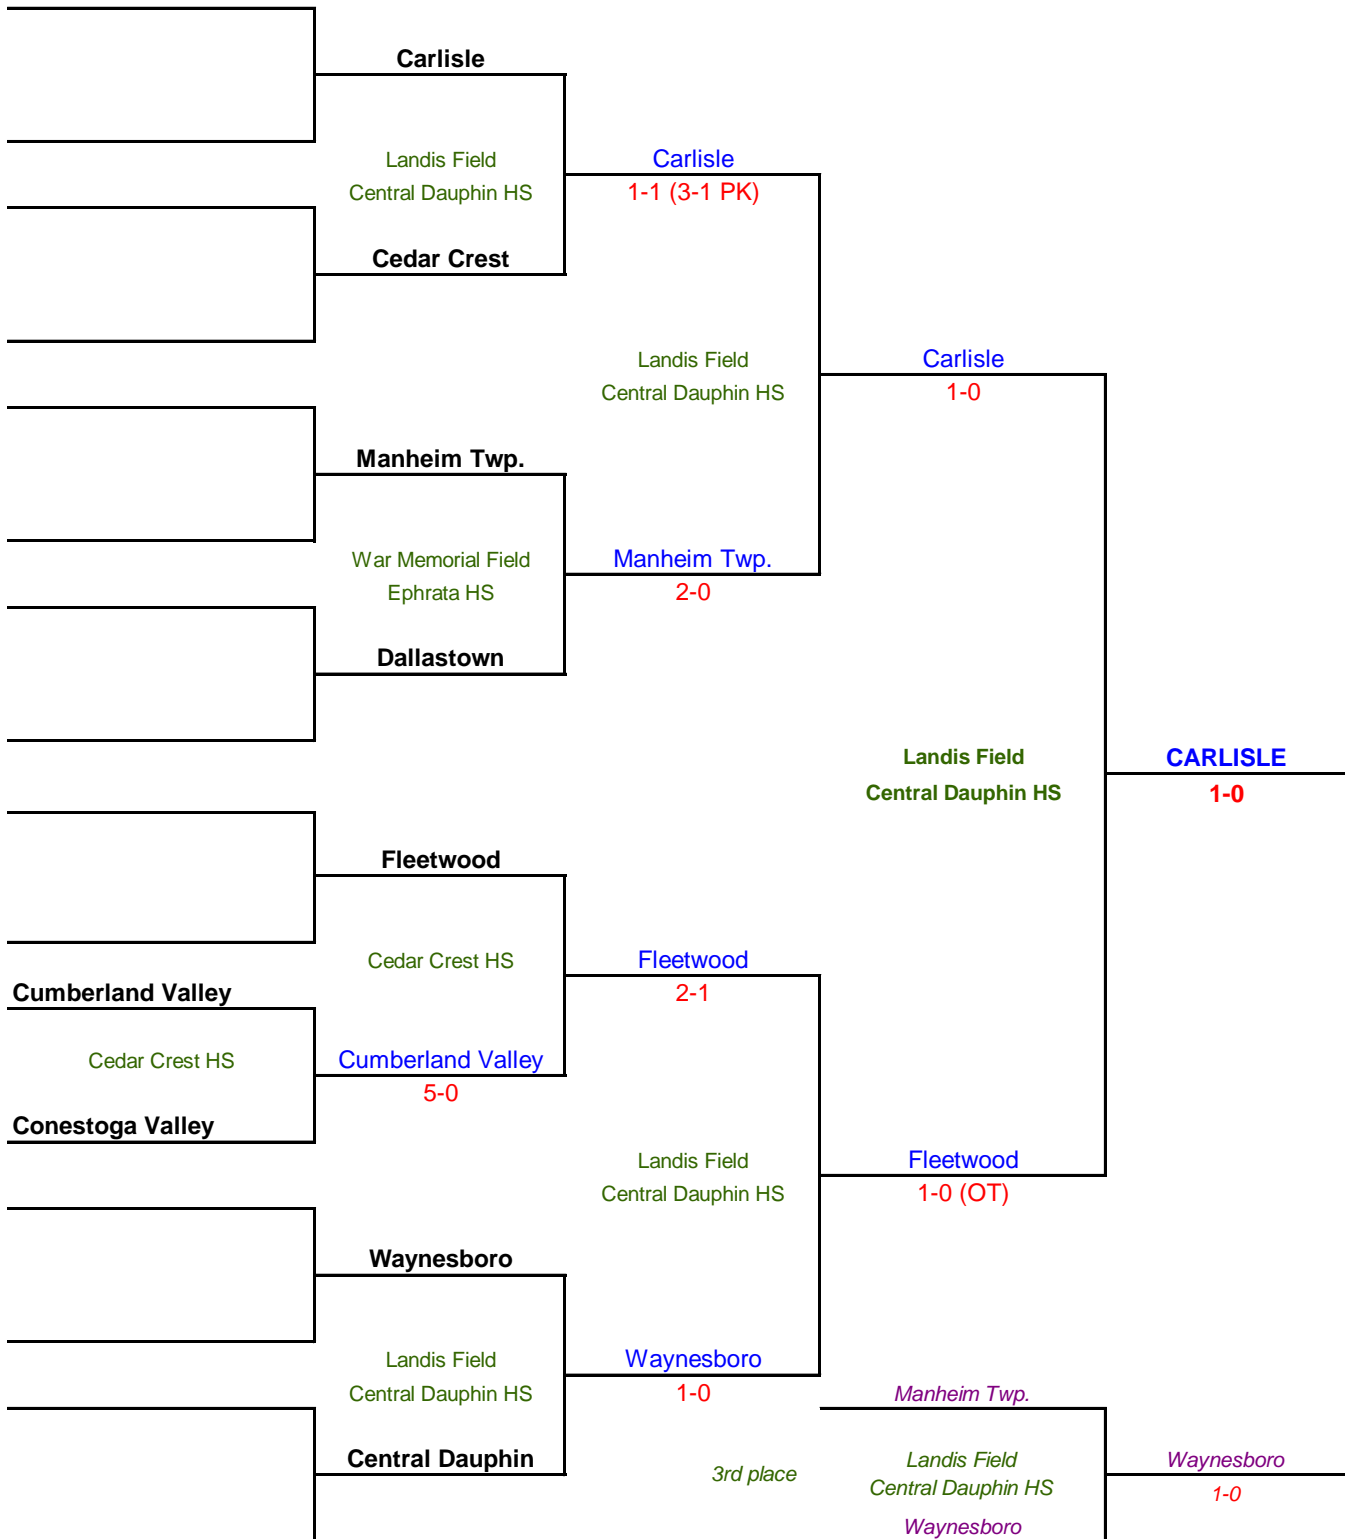 Carlisle
Landis Field
Central Dauphin HS
Carlisle
1-1 (3-1 PK)
Cedar Crest
Landis Field
Central Dauphin HS
Carlisle
1-0
Manheim Twp.
War Memorial Field
Ephrata HS
Manheim Twp.
2-0
Dallastown
Landis Field
Central Dauphin HS
CARLISLE
1-0
Fleetwood
Cedar Crest HS
Fleetwood
2-1
Cumberland Valley
Cedar Crest HS
Cumberland Valley
5-0
Conestoga Valley
Landis Field
Central Dauphin HS
Fleetwood
1-0 (OT)
Waynesboro
Landis Field
Central Dauphin HS
Waynesboro
1-0
Central Dauphin
Manheim Twp.
3rd place
Landis Field
Central Dauphin HS
Waynesboro
1-0
Waynesboro